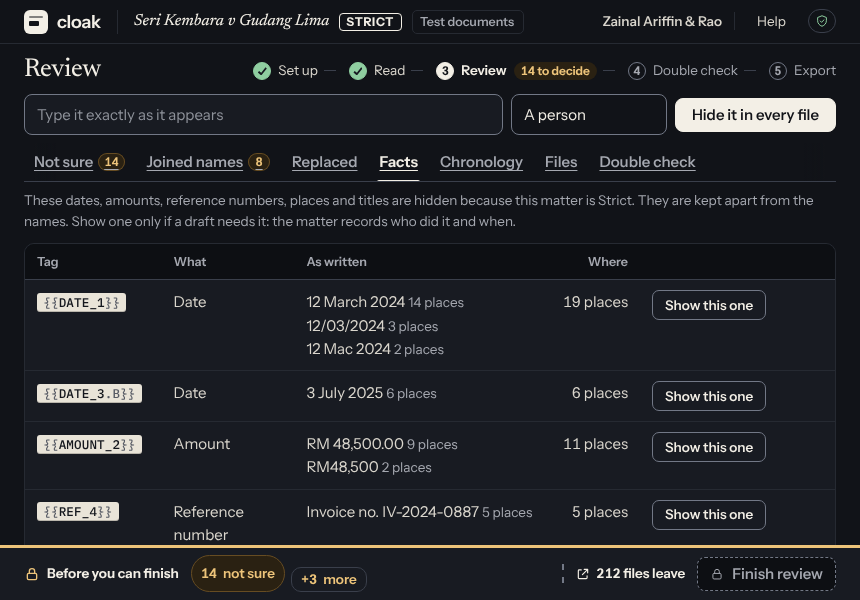 cloak Seri Kembara v Gudang Lima STRICT Test documents Zainal Ariffin & Rao Help
Review Set up Read 3 Review 14 to decide 4 Double check 5 Export
Type it exactly as it appears A person Hide it in every file
Not sure 14 Joined names 8 Replaced Facts Chronology Files Double check
These dates, amounts, reference numbers, places and titles are hidden because this matter is Strict. They are kept apart from the
names. Show one only if a draft needs it: the matter records who did it and when.
Tag What As written Where
{{DATE_1}} Date 12 March 2024 14 places 19 places Show this one
12/03/2024 3 places
12 Mac 2024 2 places
{{DATE_3.B}} Date 3 July 2025 6 places 6 places Show this one
{{AMOUNT_2}} Amount RM 48,500.00 9 places 11 places Show this one
RM48,500 2 places
{{REF_4}} Reference Invoice no. IV-2024-0887 5 places 5 places Show this one
number
Before you can finish 14 not sure +3 more 212 files leave Finish review